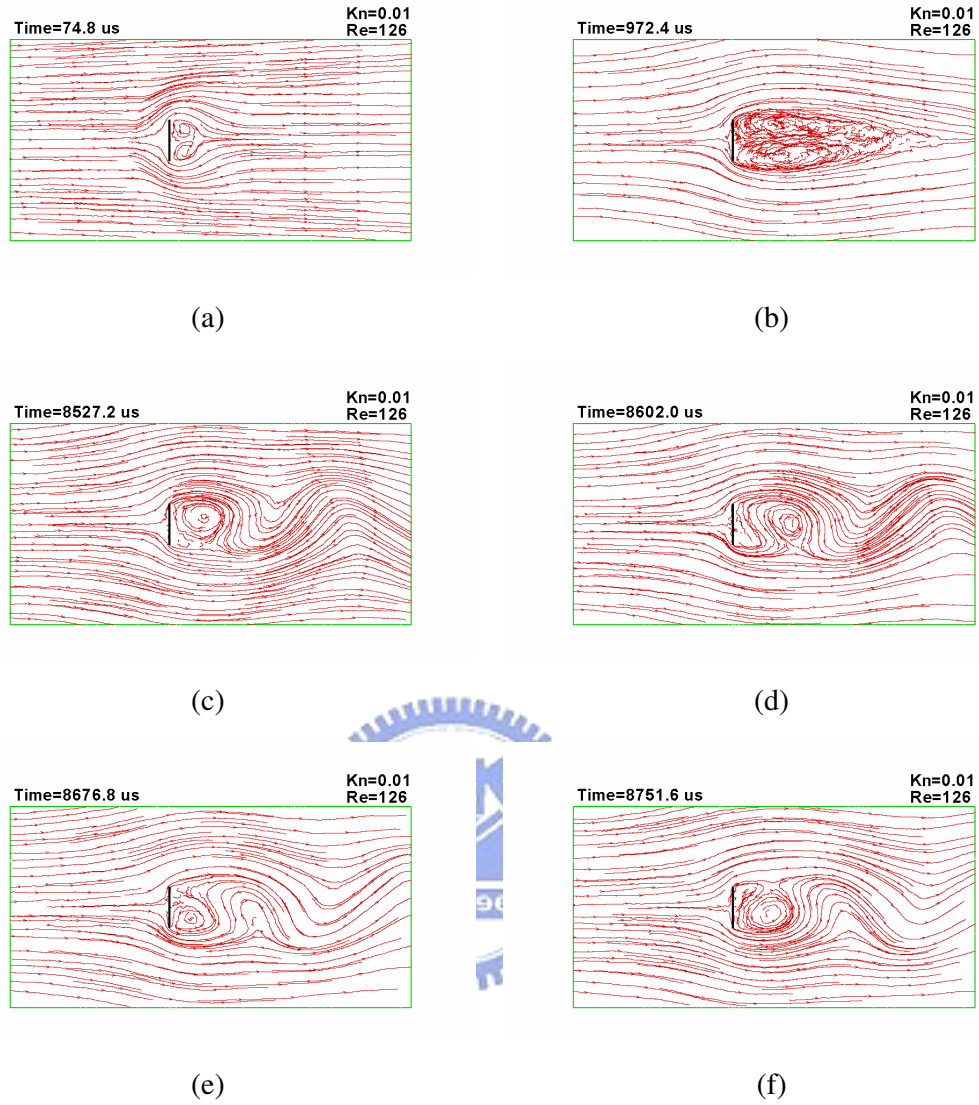 Time=74.8 us
Kn=0.01
Re=126
Time=972.4 us
Kn=0.01
Re=126
(a)
(b)
Time=8527.2 us
Kn=0.01
Re=126
Time=8602.0 us
Kn=0.01
Re=126
(c)
(d)
Time=8676.8 us
Kn=0.01
Re=126
Time=8751.6 us
Kn=0.01
Re=126
(e)
(f)